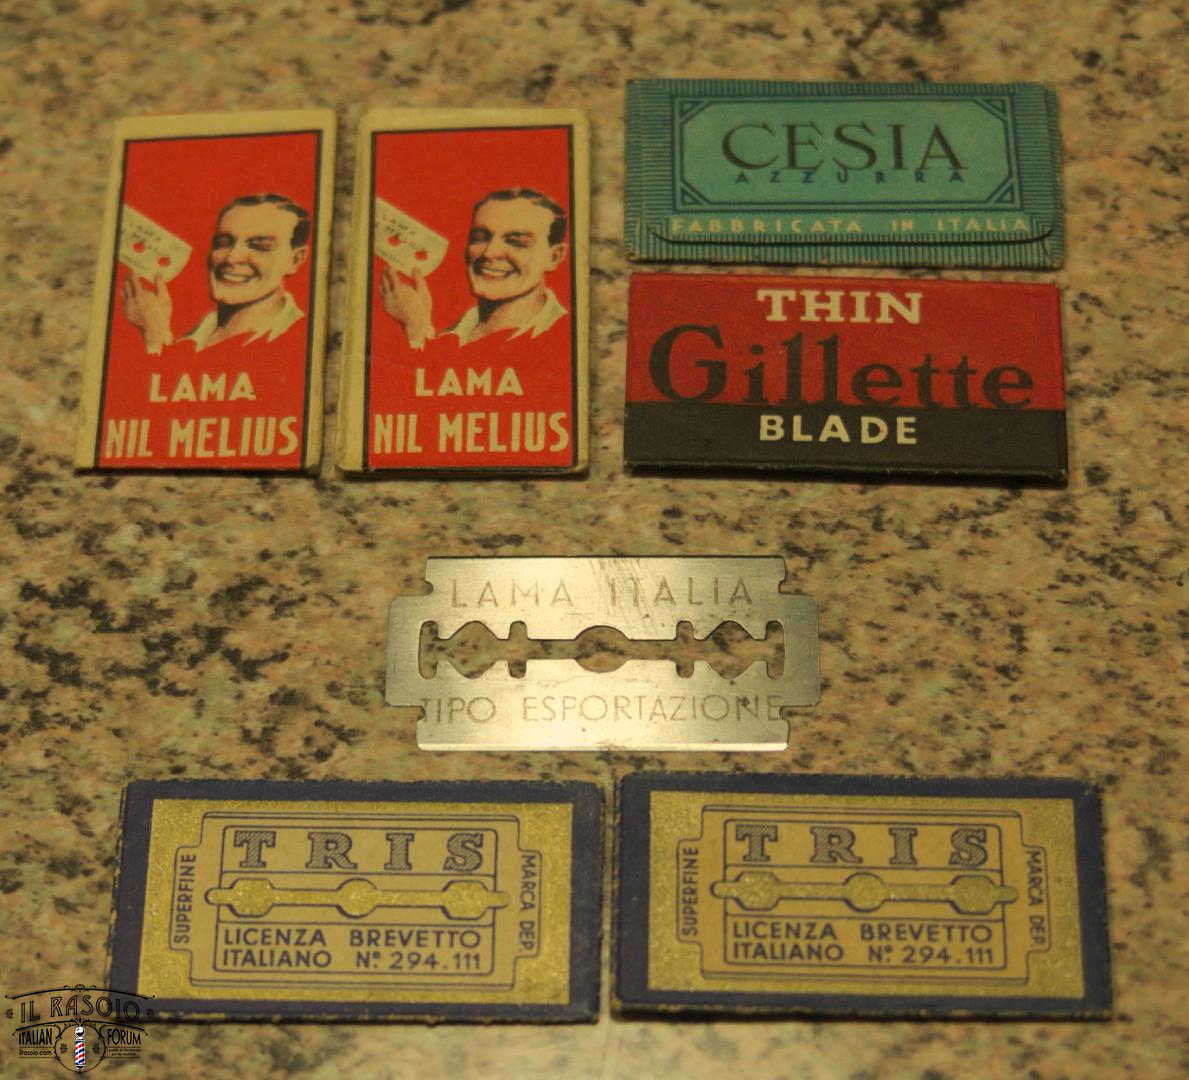 LAMA
NIL MELIUS
LAMA
NIL MELIUS
CESIA
AZZURRA
FABBRICATA IN ITALIA
THIN
Gillette
BLADE
LAMA ITALIA
TIPO ESPORTAZIONE
SUPERFINE
TRIS
LICENZA BREVETTO
ITALIANO Nº 294.111
MARCA DEP.
SUPERFINE
TRIS
LICENZA BREVETTO
ITALIANO Nº 294.111
MARCA DEP.
IL RASOIO
ITALIAN FORUM
ilrasoio.com